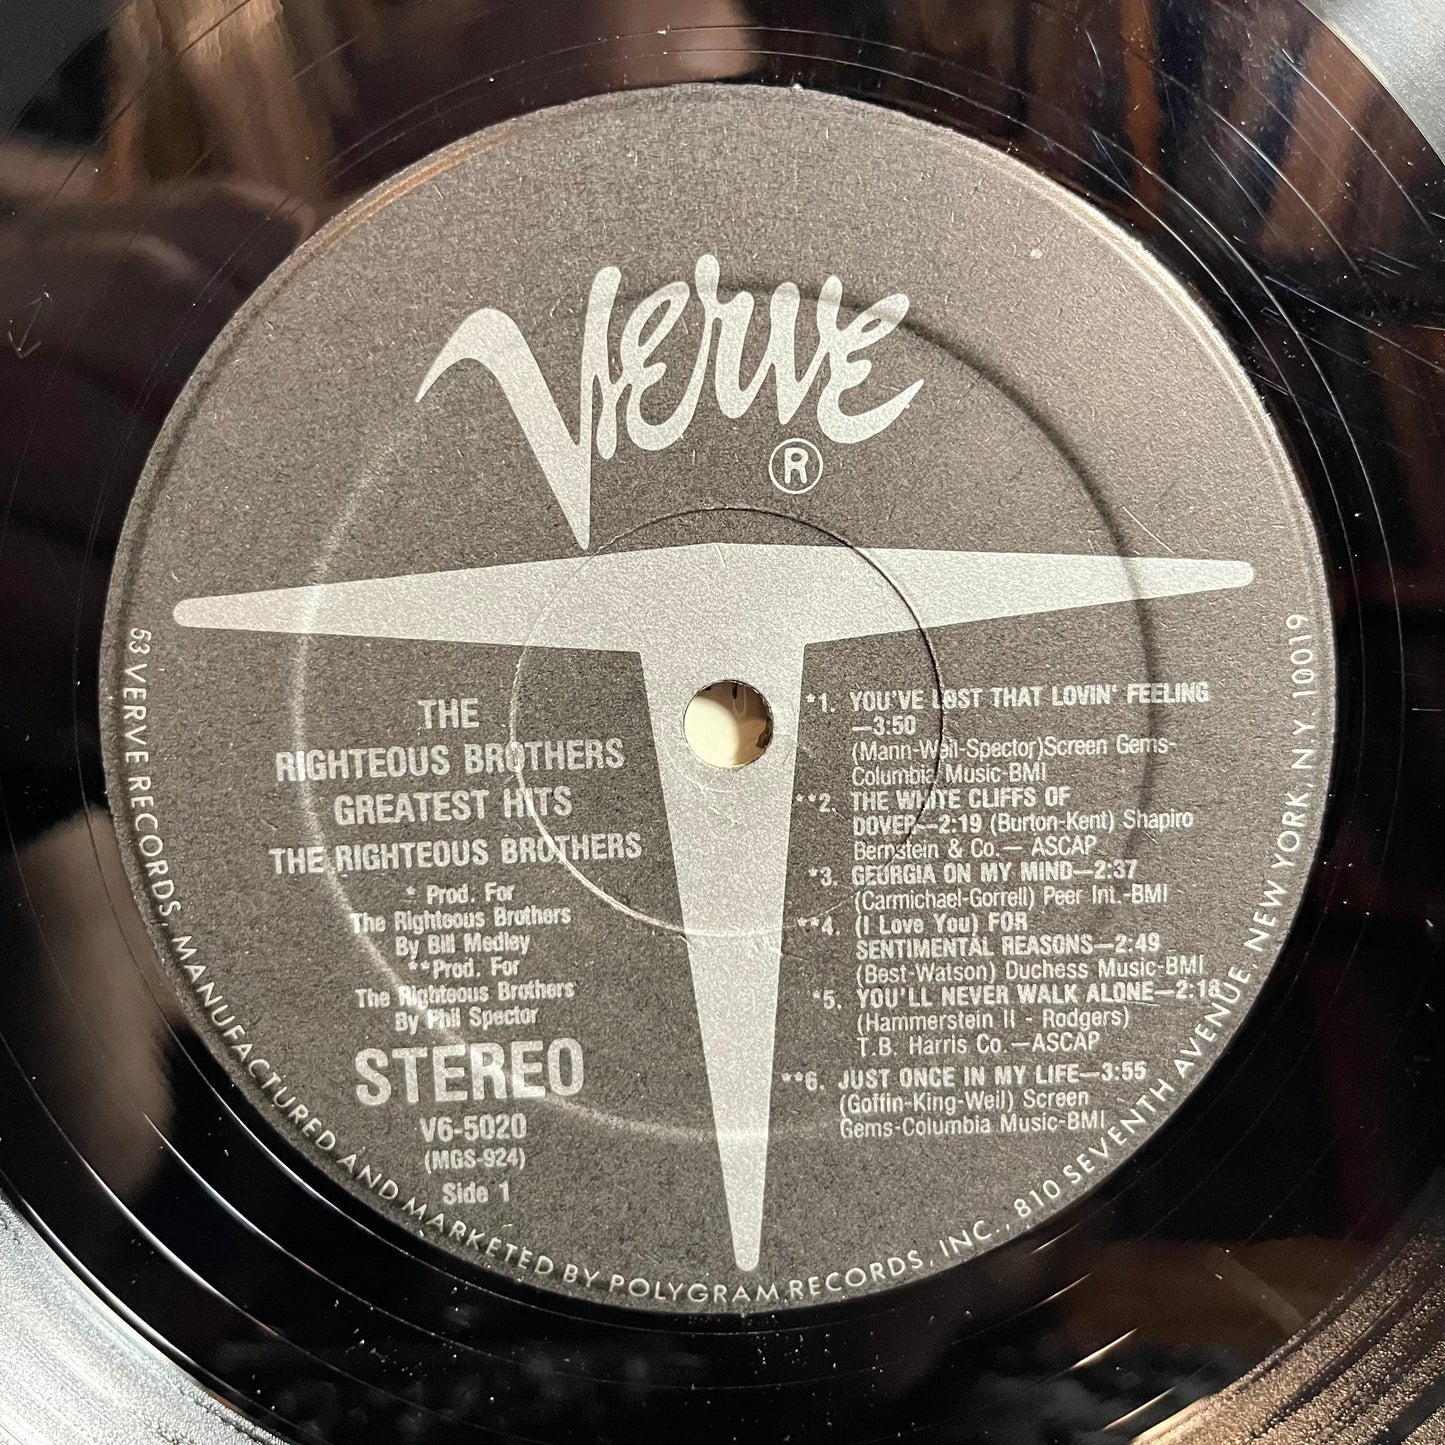 Verve
®
THE
RIGHTEOUS BROTHERS
GREATEST HITS
THE RIGHTEOUS BROTHERS
* Prod. For
The Righteous Brothers
By Bill Medley
**Prod. For
The Righteous Brothers
By Phil Spector
STEREO
V6-5020
(MGS-924)
Side 1
*1. YOU'VE LOST THAT LOVIN' FEELING
—3:50
(Mann-Weil-Spector)Screen Gems-
Columbia Music-BMI
**2. THE WHITE CLIFFS OF
DOVER—2:19 (Burton-Kent) Shapiro
Bernstein & Co.— ASCAP
*3. GEORGIA ON MY MIND—2:37
(Carmichael-Gorrell) Peer Int.-BMI
**4. (I Love You) FOR
SENTIMENTAL REASONS—2:49
(Best-Watson) Duchess Music-BMI
*5. YOU'LL NEVER WALK ALONE—2:18
(Hammerstein II - Rodgers)
T.B. Harris Co.—ASCAP
**6. JUST ONCE IN MY LIFE—3:55
(Goffin-King-Weil) Screen
Gems-Columbia Music-BMI
VERVE RECORDS, MANUFACTURED AND MARKETED BY POLYGRAM RECORDS, INC., 810 SEVENTH AVENUE, NEW YORK, N.Y. 10019